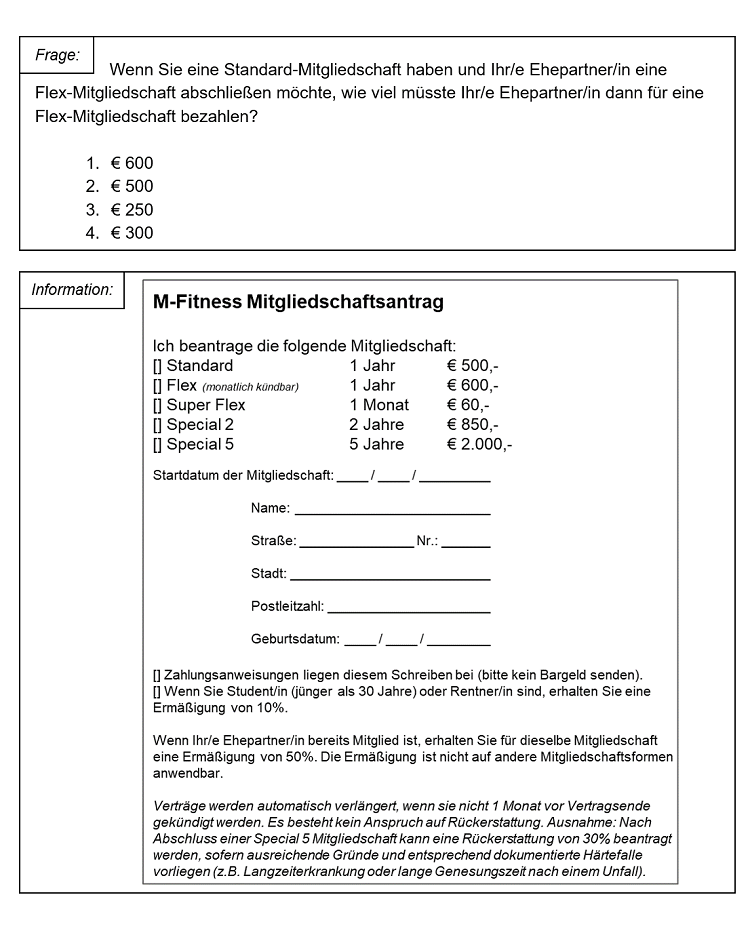 Frage:
Wenn Sie eine Standard-Mitgliedschaft haben und Ihr/e Ehepartner/in eine
Flex-Mitgliedschaft abschließen möchte, wie viel müsste Ihr/e Ehepartner/in dann für eine
Flex-Mitgliedschaft bezahlen?
1. € 600
2. € 500
3. € 250
4. € 300
Information:
M-Fitness Mitgliedschaftsantrag
Ich beantrage die folgende Mitgliedschaft:
[] Standard 1 Jahr € 500,-
[] Flex (monatlich kündbar) 1 Jahr € 600,-
[] Super Flex 1 Monat € 60,-
[] Special 2 2 Jahre € 850,-
[] Special 5 5 Jahre € 2.000,-
Startdatum der Mitgliedschaft: ____ / ____ / _________
Name: _________________________
Straße: ______________ Nr.: ______
Stadt: _________________________
Postleitzahl: ____________________
Geburtsdatum: ____ / ____ / ________
[] Zahlungsanweisungen liegen diesem Schreiben bei (bitte kein Bargeld senden).
[] Wenn Sie Student/in (jünger als 30 Jahre) oder Rentner/in sind, erhalten Sie eine
Ermäßigung von 10%.
Wenn Ihr/e Ehepartner/in bereits Mitglied ist, erhalten Sie für dieselbe Mitgliedschaft
eine Ermäßigung von 50%. Die Ermäßigung ist nicht auf andere Mitgliedschaftsformen
anwendbar.
Verträge werden automatisch verlängert, wenn sie nicht 1 Monat vor Vertragsende
gekündigt werden. Es besteht kein Anspruch auf Rückerstattung. Ausnahme: Nach
Abschluss einer Special 5 Mitgliedschaft kann eine Rückerstattung von 30% beantragt
werden, sofern ausreichende Gründe und entsprechend dokumentierte Härtefalle
vorliegen (z.B. Langzeiterkrankung oder lange Genesungszeit nach einem Unfall).